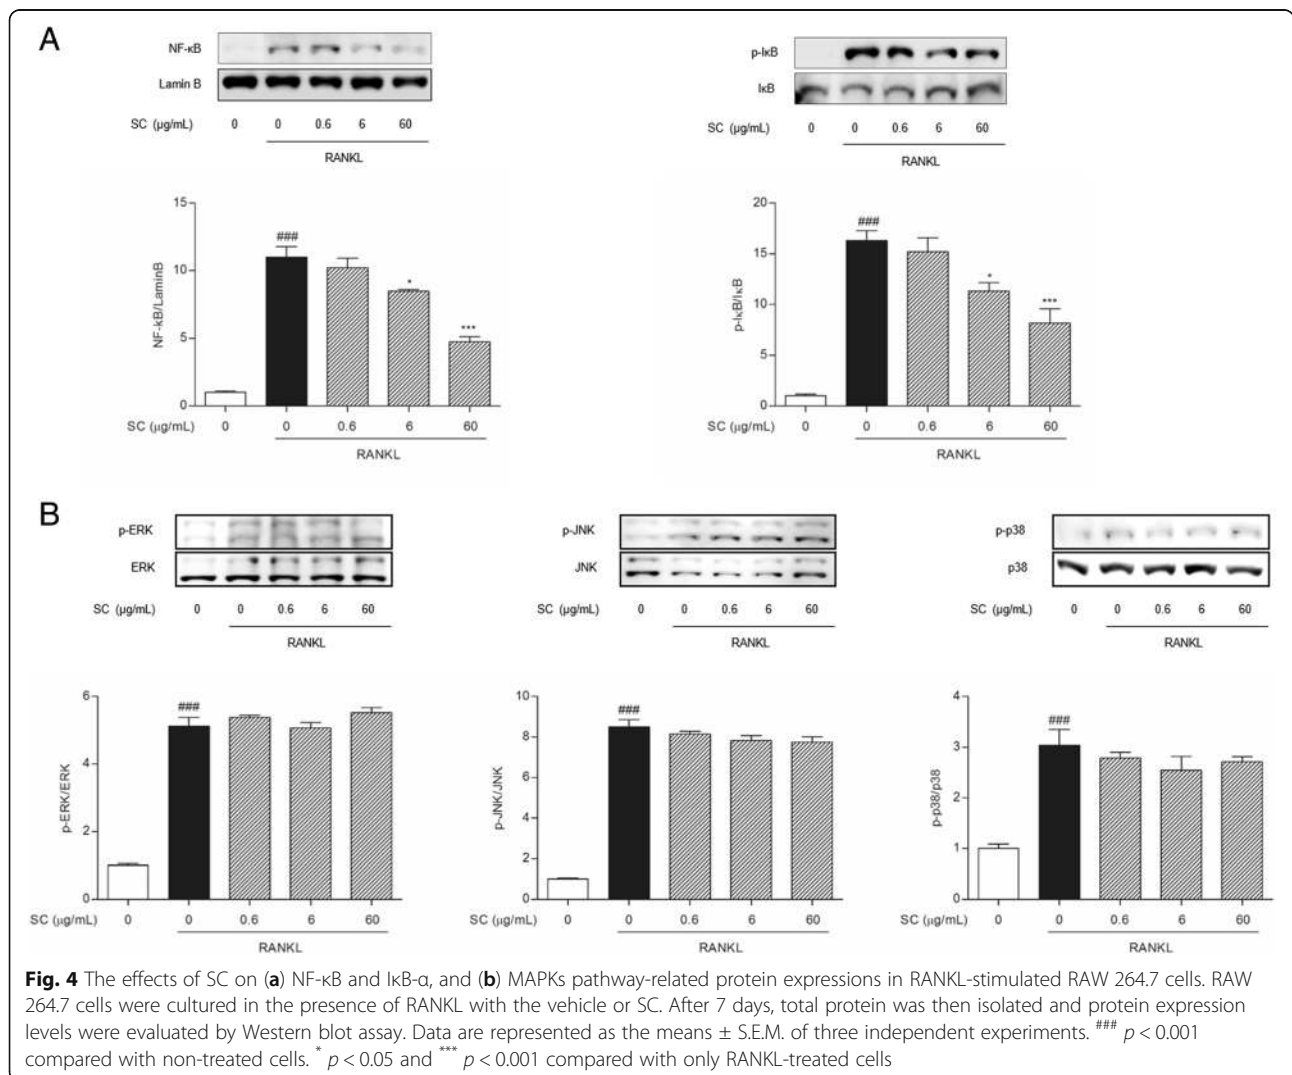 A
NF-κB
Lamin B
SC (μg/mL) 0 0 0.6 6 60
RANKL
p-IκB
IκB
SC (μg/mL) 0 0 0.6 6 60
RANKL
NF-kB/LaminB
15
10
5
0
###
*
***
SC (μg/mL) 0 0 0.6 6 60
RANKL
p-IκB/IκB
20
15
10
5
0
###
*
***
SC (μg/mL) 0 0 0.6 6 60
RANKL
B
p-ERK
ERK
SC (μg/mL) 0 0 0.6 6 60
RANKL
p-JNK
JNK
SC (μg/mL) 0 0 0.6 6 60
RANKL
p-p38
p38
SC (μg/mL) 0 0 0.6 6 60
RANKL
p-ERK/ERK
6
4
2
0
###
SC (μg/mL) 0 0 0.6 6 60
RANKL
p-JNK/JNK
10
8
6
4
2
0
###
SC (μg/mL) 0 0 0.6 6 60
RANKL
p-p38/p38
4
3
2
1
0
###
SC (μg/mL) 0 0 0.6 6 60
RANKL
Fig. 4 The effects of SC on (a) NF-κB and IκB-α, and (b) MAPKs pathway-related protein expressions in RANKL-stimulated RAW 264.7 cells. RAW
264.7 cells were cultured in the presence of RANKL with the vehicle or SC. After 7 days, total protein was then isolated and protein expression
levels were evaluated by Western blot assay. Data are represented as the means ± S.E.M. of three independent experiments. ### p < 0.001
compared with non-treated cells. * p < 0.05 and *** p < 0.001 compared with only RANKL-treated cells